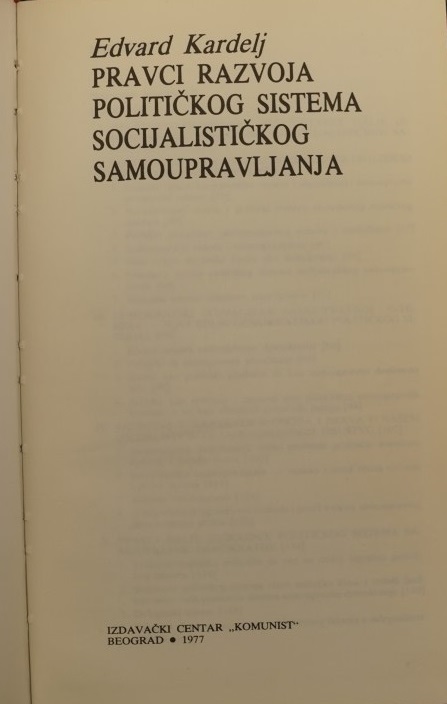 Edvard Kardelj
PRAVCI RAZVOJA
POLITIČKOG SISTEMA
SOCIJALISTIČKOG
SAMOUPRAVLJANJA
IZDAVAČKI CENTAR „KOMUNIST“
BEOGRAD • 1977